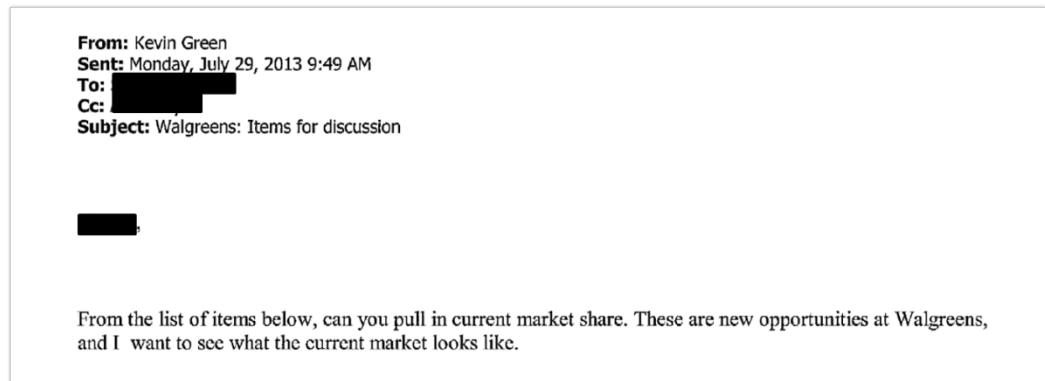 From: Kevin Green
Sent: Monday, July 29, 2013 9:49 AM
To:
Cc:
Subject: Walgreens: Items for discussion
,
From the list of items below, can you pull in current market share. These are new opportunities at Walgreens,
and I want to see what the current market looks like.